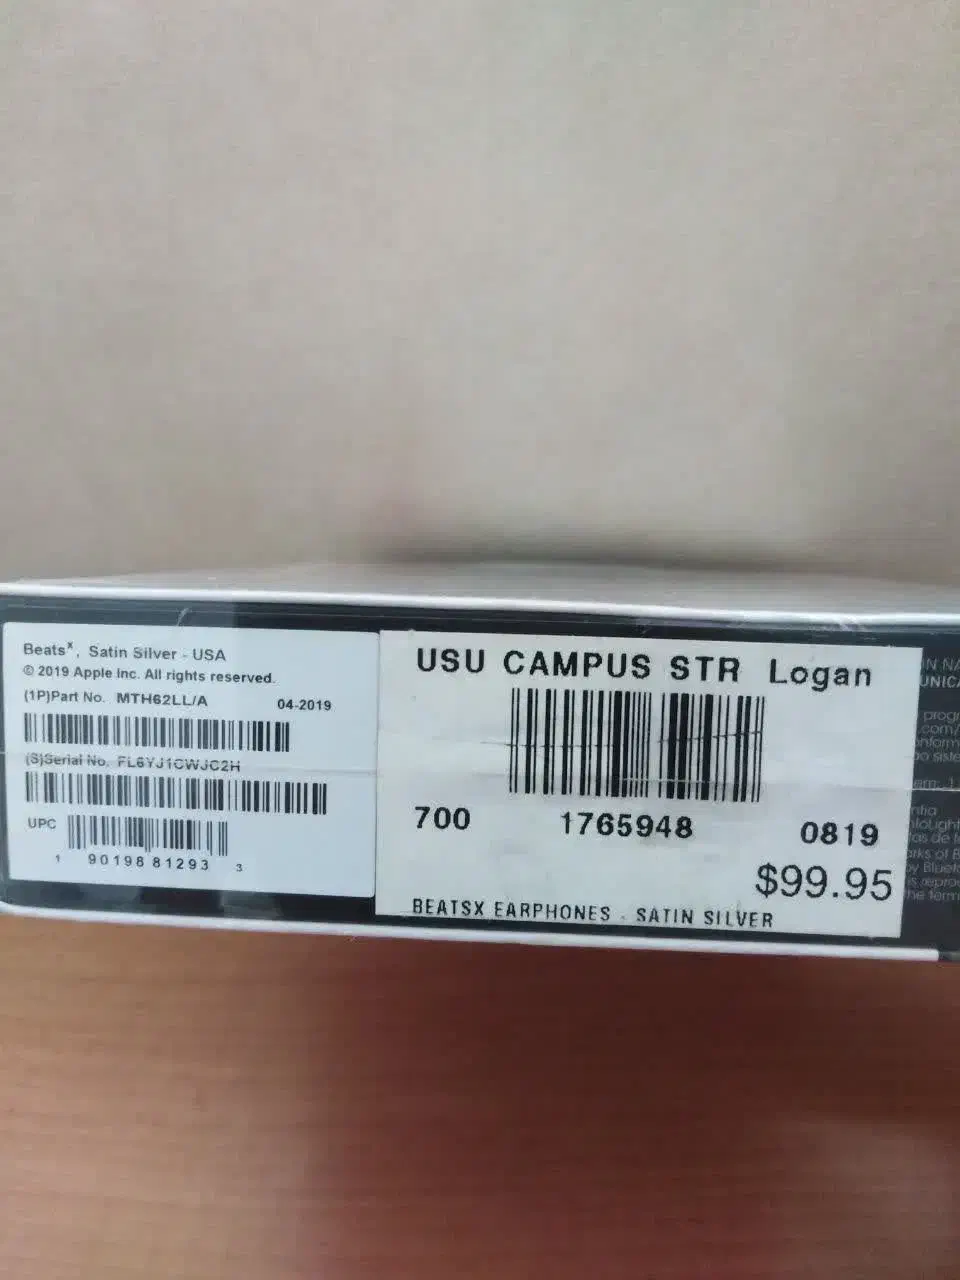 Beatsˣ, Satin Silver - USA
© 2019 Apple Inc. All rights reserved.
(1P)Part No. MTH62LL/A 04-2019
(S)Serial No. FL6YJ1CWJC2H
UPC
1 90198 81293 3
USU CAMPUS STR Logan
700 1765948 0819
$99.95
BEATSX EARPHONES - SATIN SILVER